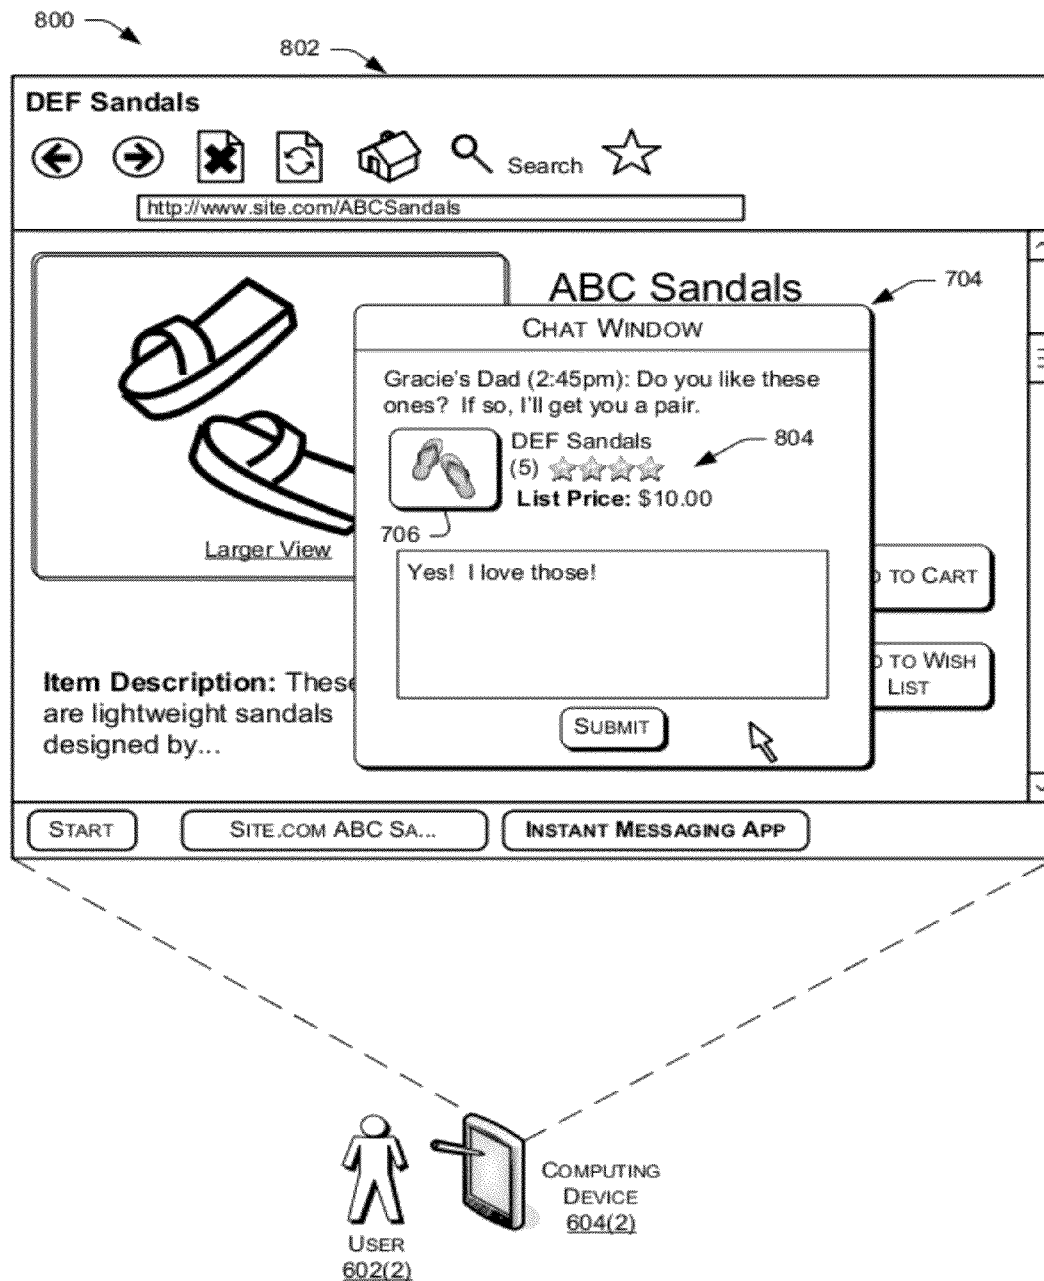 800
802
DEF Sandals
Search
http://www.site.com/ABCSandals
ABC Sandals
704
CHAT WINDOW
Gracie's Dad (2:45pm): Do you like these
ones? If so, I'll get you a pair.
DEF Sandals
804
(5)
List Price: $10.00
706
Larger View
Yes! I love those!
TO CART
Item Description: These
are lightweight sandals
designed by...
TO WISH
LIST
SUBMIT
START
SITE.COM ABC SA...
INSTANT MESSAGING APP
COMPUTING
DEVICE
604(2)
USER
602(2)